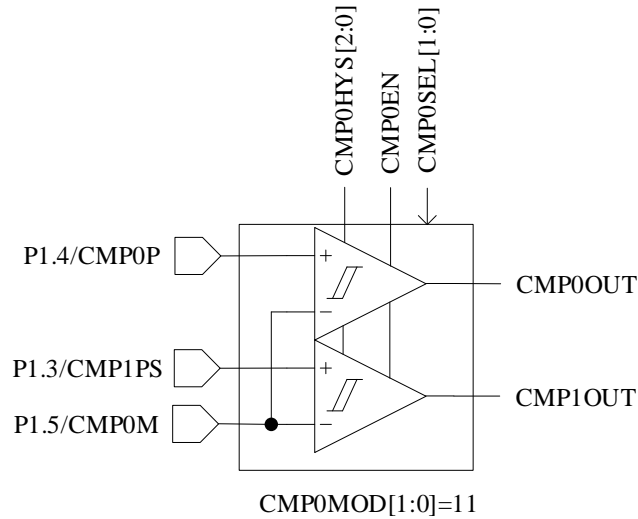 CMP0HYS[2:0]
CMP0EN
CMP0SEL[1:0]
P1.4/CMP0P
+
−
CMP0OUT
P1.3/CMP1PS
+
P1.5/CMP0M
−
CMP1OUT
CMP0MOD[1:0]=11